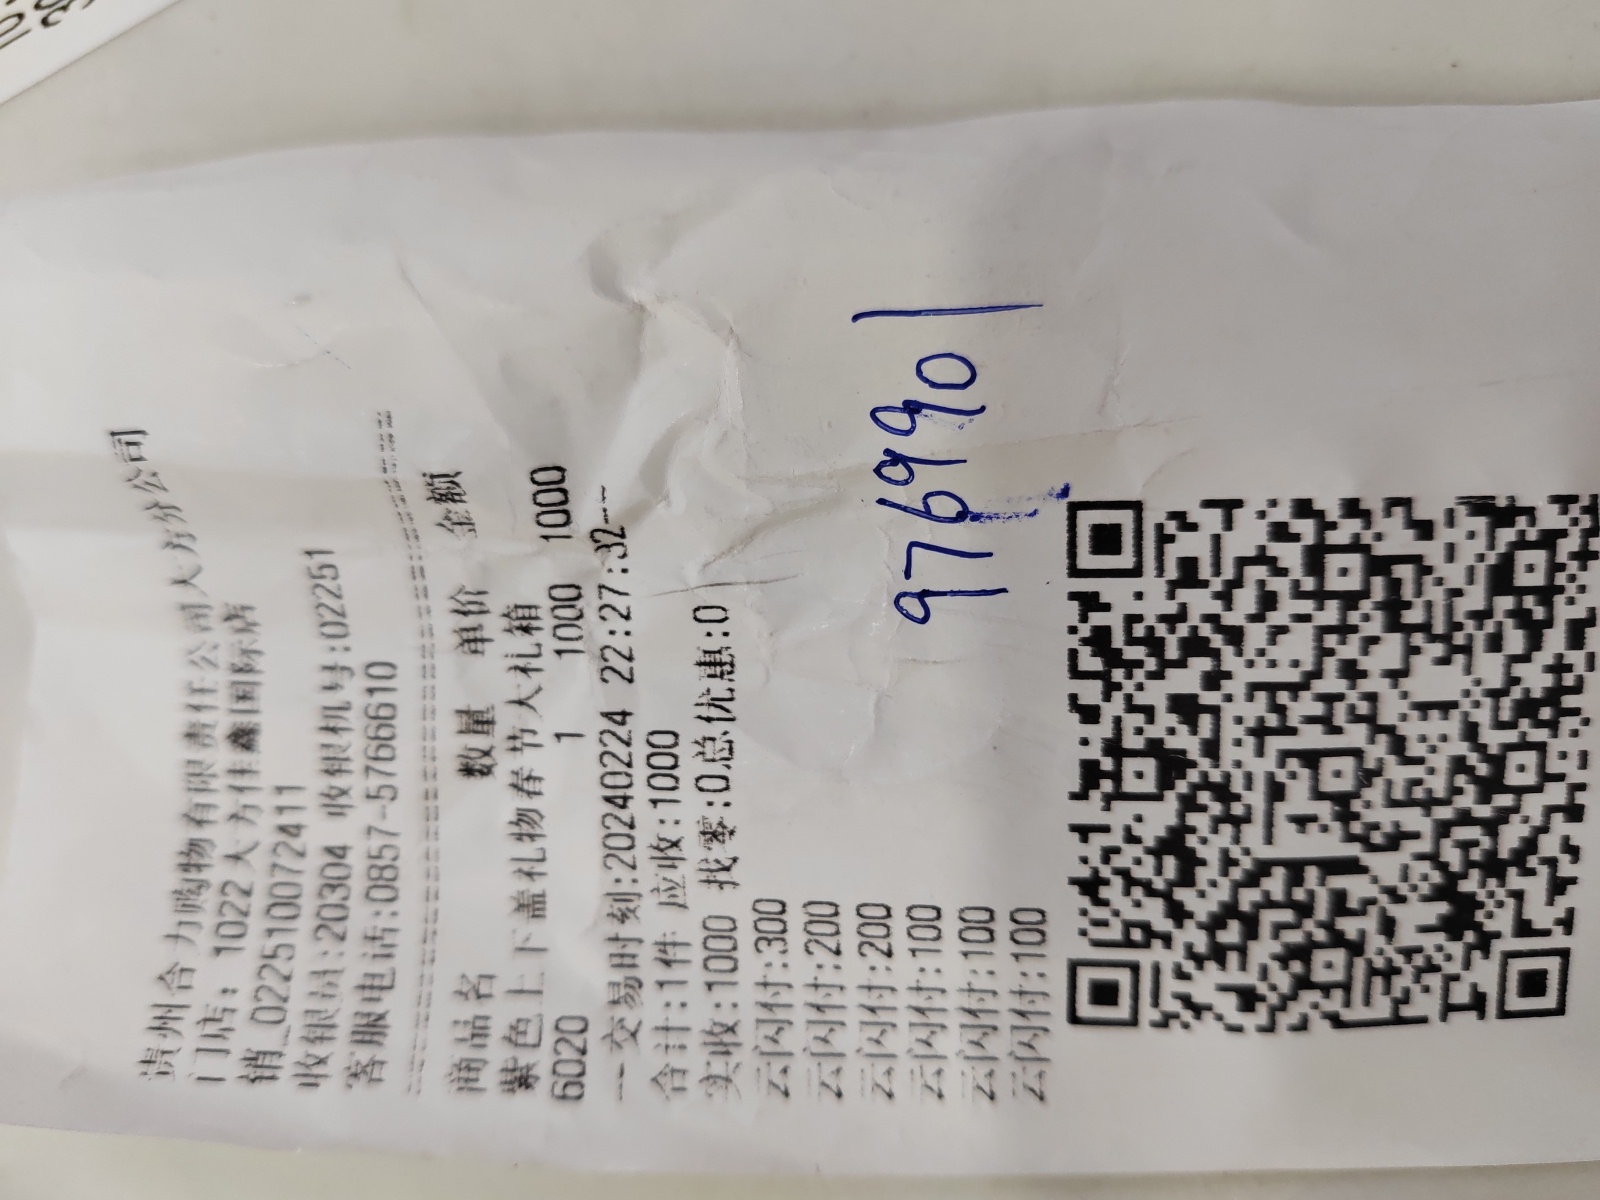 贵州合力购物有限责任公司大方分公司
门店: 1022大方佳鑫国际店
销_022510072411
收银员:20304 收银机号:02251
客服电话:0857-5766610
商品名 数量 单价 金额
紫色上下盖礼物春节大礼箱
6020 1 1000 1000
--交易时刻:20240224 22:27:32--
合计:1件 应收:1000
实收:1000 找零:0总优惠:0
云闪付:300
云闪付:200
云闪付:200
云闪付:100
云闪付:100
云闪付:100
9769901